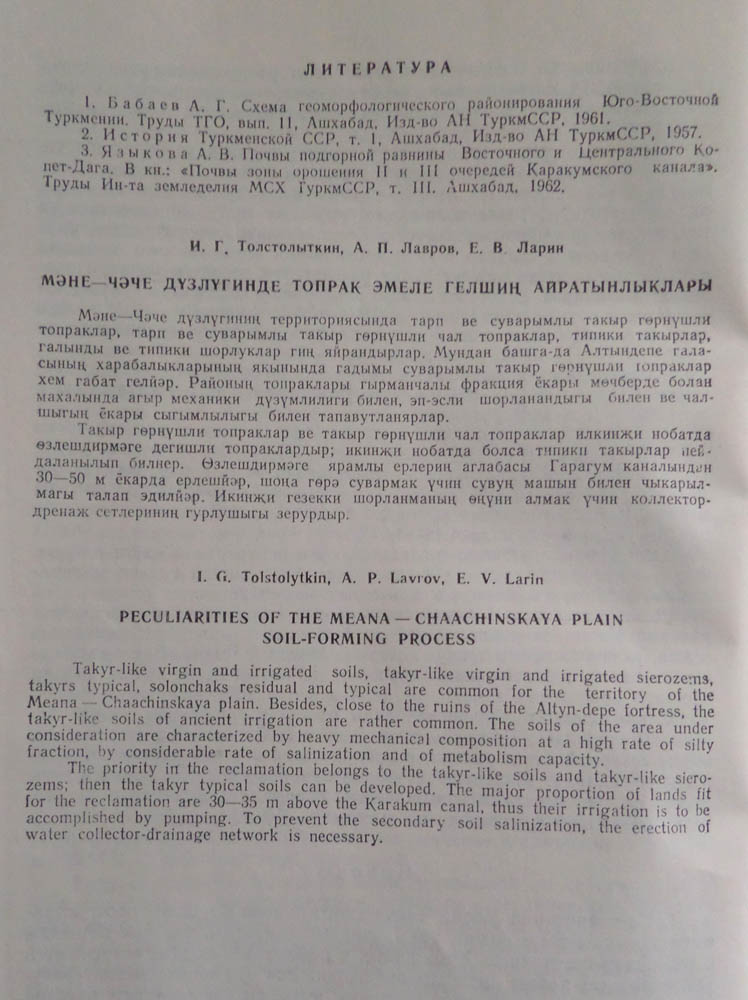 ЛИТЕРАТУРА
1. Бабаев А. Г. Схема геоморфологического районирования Юго-Восточной
Туркмении. Труды ТГО, вып. II, Ашхабад, Изд-во АН ТуркмССР, 1961.
2. История Туркменской ССР, т. I, Ашхабад, Изд-во АН ТуркмССР, 1957.
3. Языкова А. В. Почвы подгорной равнины Восточного и Центрального Ко-
пет-Дага. В кн.: «Почвы зоны орошения II и III очередей Каракумского канала».
Труды Ин-та земледелия МСХ ТуркмССР, т. III. Ашхабад, 1962.
И. Г. Толстолыткин, А. П. Лавров, Е. В. Ларин
МӘНЕ—ЧӘЧЕ ДҮЗЛҮГИНДЕ ТОПРАК ЭМЕЛЕ ГЕЛШИҢ АЙРАТЫНЛЫКЛАРЫ
Мәне—Чәче дүзлүгиниң территориясында тарп ве суварымлы такыр гөрнүшли
топраклар, тарп ве суварымлы такыр гөрнүшли чал топраклар, типики такырлар,
галынды ве типики шорлуклар гиң яйрандырлар. Мундан башга-да Алтындепе гала-
сының харабалыкларының якынында гадымы суварымлы такыр гөрнүшли топраклар
хем габат гелйәр. Районың топраклары гырманчалы фракция ёкары мөчберде болан
махалында агыр механики дүзүмлилиги билен, эп-эсли шорланандыгы билен ве чал-
шыгың ёкары сыгымлылыгы билен тапавутланярлар.
Такыр гөрнүшли топраклар ве такыр гөрнүшли чал топраклар илкинжи нобатда
өзлешдирмәге дегишли топраклардыр; икинжи нобатда болса типики такырлар пей-
даланылып билнер. Өзлешдирмәге ярамлы ерлериң аглабасы Гарагум каналындан
30—50 м ёкарда ерлешйәр, шоңа гөрә сувармак үчин сувуң машын билен чыкарыл-
магы талап эдилйәр. Икинжи гезекки шорланманың өңүни алмак үчин коллектор-
дренаж сетлериниң гурлушыгы зерурдыр.
I. G. Tolstolytkin, A. P. Lavrov, E. V. Larin
PECULIARITIES OF THE MEANA — CHAACHINSKAYA PLAIN
SOIL-FORMING PROCESS
Takyr-like virgin and irrigated soils, takyr-like virgin and irrigated sierozems,
takyrs typical, solonchaks residual and typical are common for the territory of the
Meana — Chaachinskaya plain. Besides, close to the ruins of the Altyn-depe fortress, the
takyr-like soils of ancient irrigation are rather common. The soils of the area under
consideration are characterized by heavy mechanical composition at a high rate of silty
fraction, by considerable rate of salinization and of metabolism capacity.
The priority in the reclamation belongs to the takyr-like soils and takyr-like siero-
zems; then the takyr typical soils can be developed. The major proportion of lands fit
for the reclamation are 30—35 m above the Karakum canal, thus their irrigation is to be
accomplished by pumping. To prevent the secondary soil salinization, the erection of
water collector-drainage network is necessary.